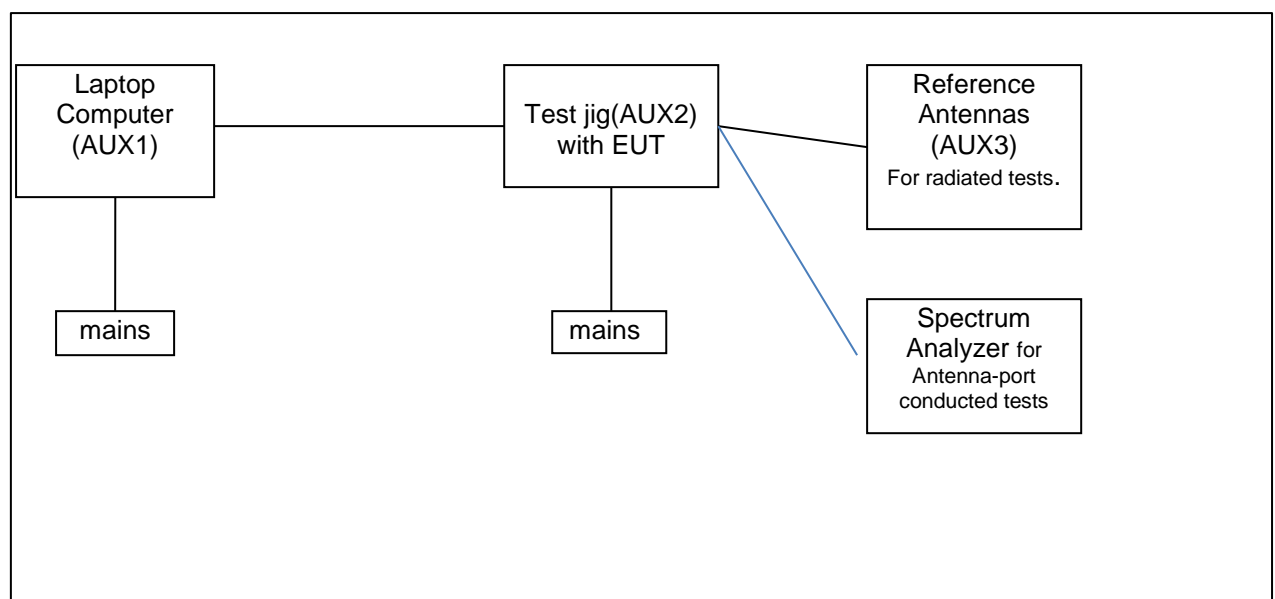 Laptop
Computer
(AUX1)
Test jig(AUX2)
with EUT
Reference
Antennas
(AUX3)
For radiated tests.
mains
mains
Spectrum
Analyzer for
Antenna-port
conducted tests